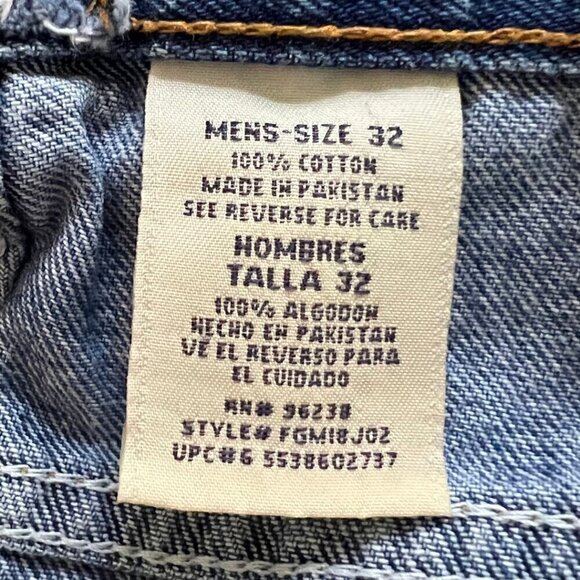 MENS-SIZE 32
100% COTTON
MADE IN PAKISTAN
SEE REVERSE FOR CARE
HOMBRES
TALLA 32
100% ALGODON
HECHO EN PAKISTAN
VE EL REVERSO PARA
EL CUIDADO
RN# 96238
STYLE# FGM18J02
UPC#6 5538602737